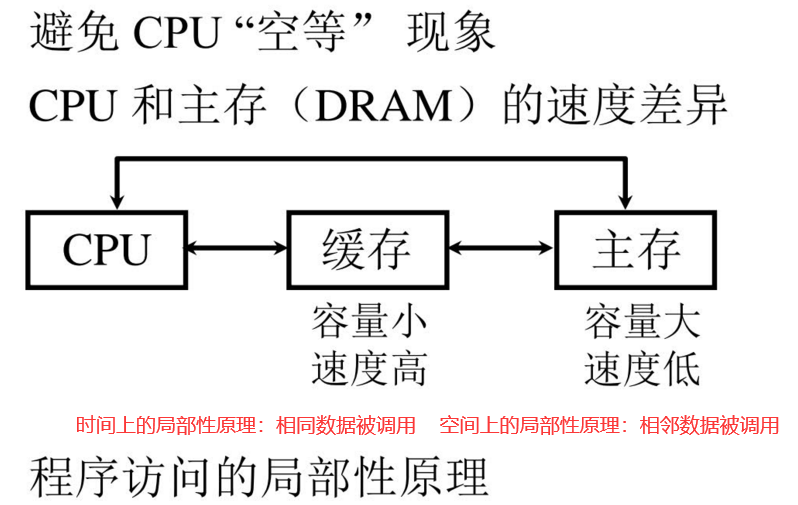 避免 CPU “空等” 现象
CPU 和主存（DRAM）的速度差异
CPU 缓存 主存
容量小 容量大
速度高 速度低
时间上的局部性原理：相同数据被调用 空间上的局部性原理：相邻数据被调用
程序访问的局部性原理